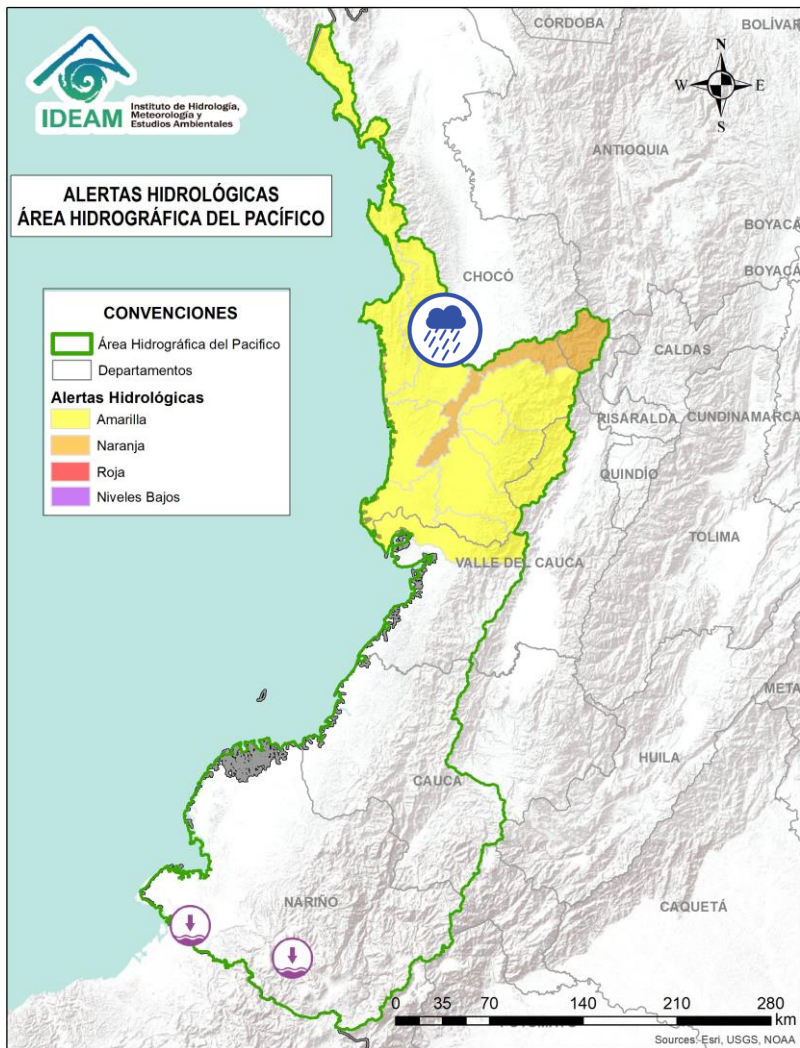 IDEAM
Instituto de Hidrología,
Meteorología y
Estudios Ambientales
ALERTAS HIDROLÓGICAS
ÁREA HIDROGRÁFICA DEL PACÍFICO
CONVENCIONES
Área Hidrográfica del Pacifico
Departamentos
Alertas Hidrológicas
Amarilla
Naranja
Roja
Niveles Bajos
N
W E
S
CÓRDOBA
BOLÍVAR
ANTIOQUIA
BOYACÁ
BOYACÁ
CHOCÓ
CALDAS
RISARALDA
CUNDINAMARCA
QUINDÍO
TOLIMA
VALLE DEL CAUCA
META
HUILA
CAUCA
NARIÑO
CAQUETÁ
0 35 70 140 210 280
km
Sources: Esri, USGS, NOAA